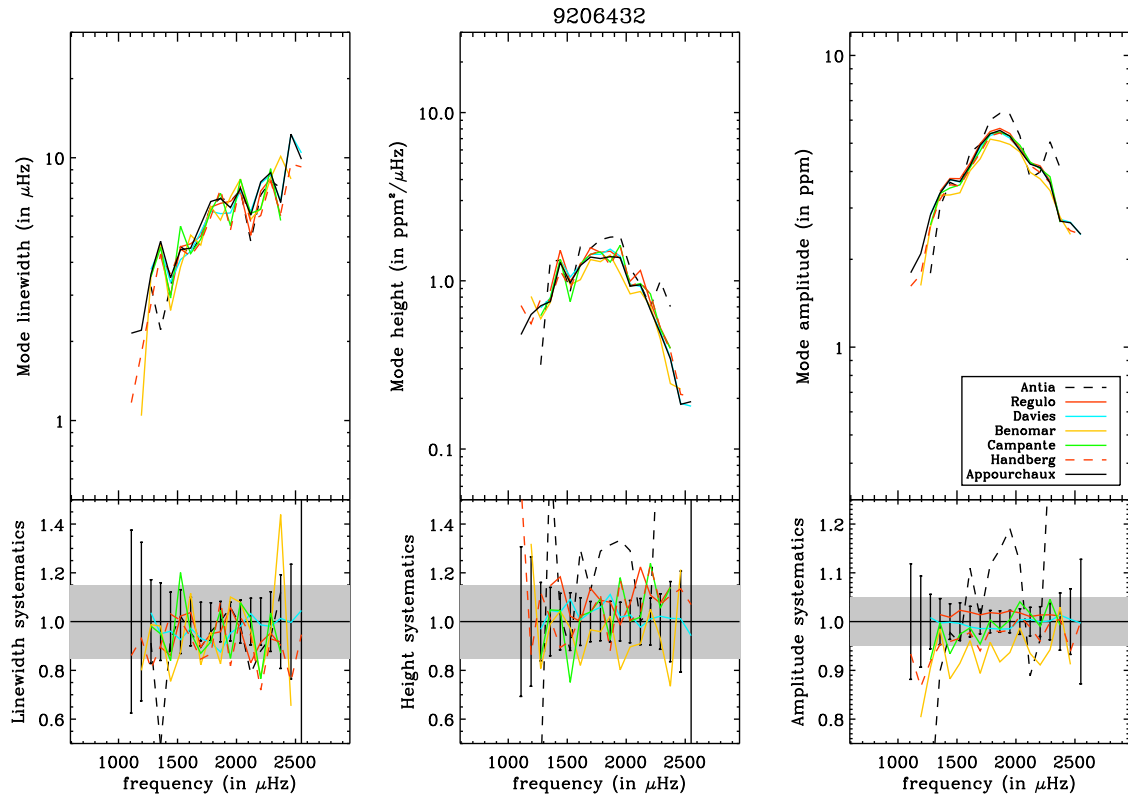 9206432
Mode linewidth (in μHz)
10
1
Mode height (in ppm²/μHz)
10.0
1.0
0.1
Mode amplitude (in ppm)
10
1
Antia
Regulo
Davies
Benomar
Campante
Handberg
Appourchaux
Linewidth systematics
1.4
1.2
1.0
0.8
0.6
1000 1500 2000 2500
frequency (in μHz)
Height systematics
1.4
1.2
1.0
0.8
0.6
1000 1500 2000 2500
frequency (in μHz)
Amplitude systematics
1.2
1.1
1.0
0.9
0.8
1000 1500 2000 2500
frequency (in μHz)